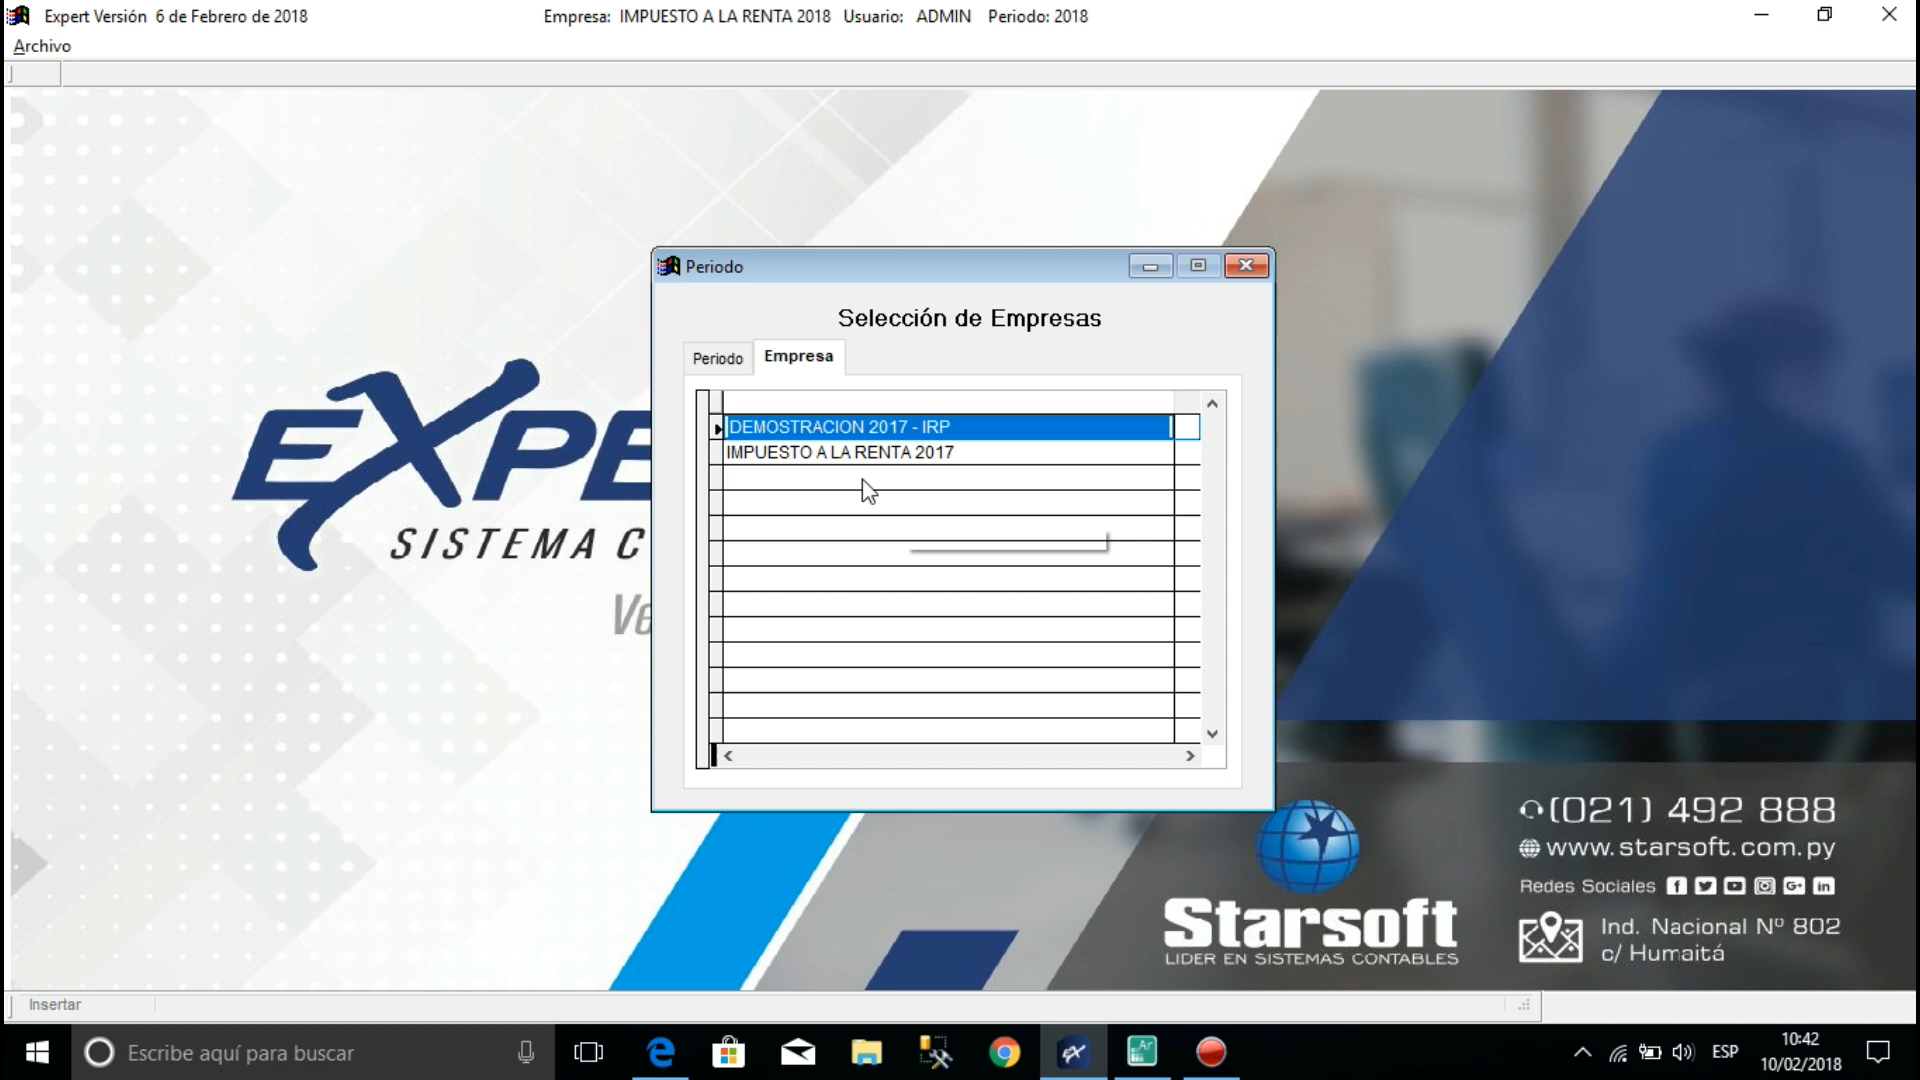 Expert Versión 6 de Febrero de 2018 Empresa: IMPUESTO A LA RENTA 2018 Usuario: ADMIN Periodo: 2018
Archivo
Periodo
Selección de Empresas
Periodo Empresa
DEMOSTRACION 2017 - IRP
IMPUESTO A LA RENTA 2017
EXPE
SISTEMA C
Ve
(021) 492 888
www.starsoft.com.py
Redes Sociales
Starsoft
LIDER EN SISTEMAS CONTABLES
Ind. Nacional Nº 802
c/ Humaitá
Insertar
Escribe aquí para buscar
ESP
10:42
10/02/2018